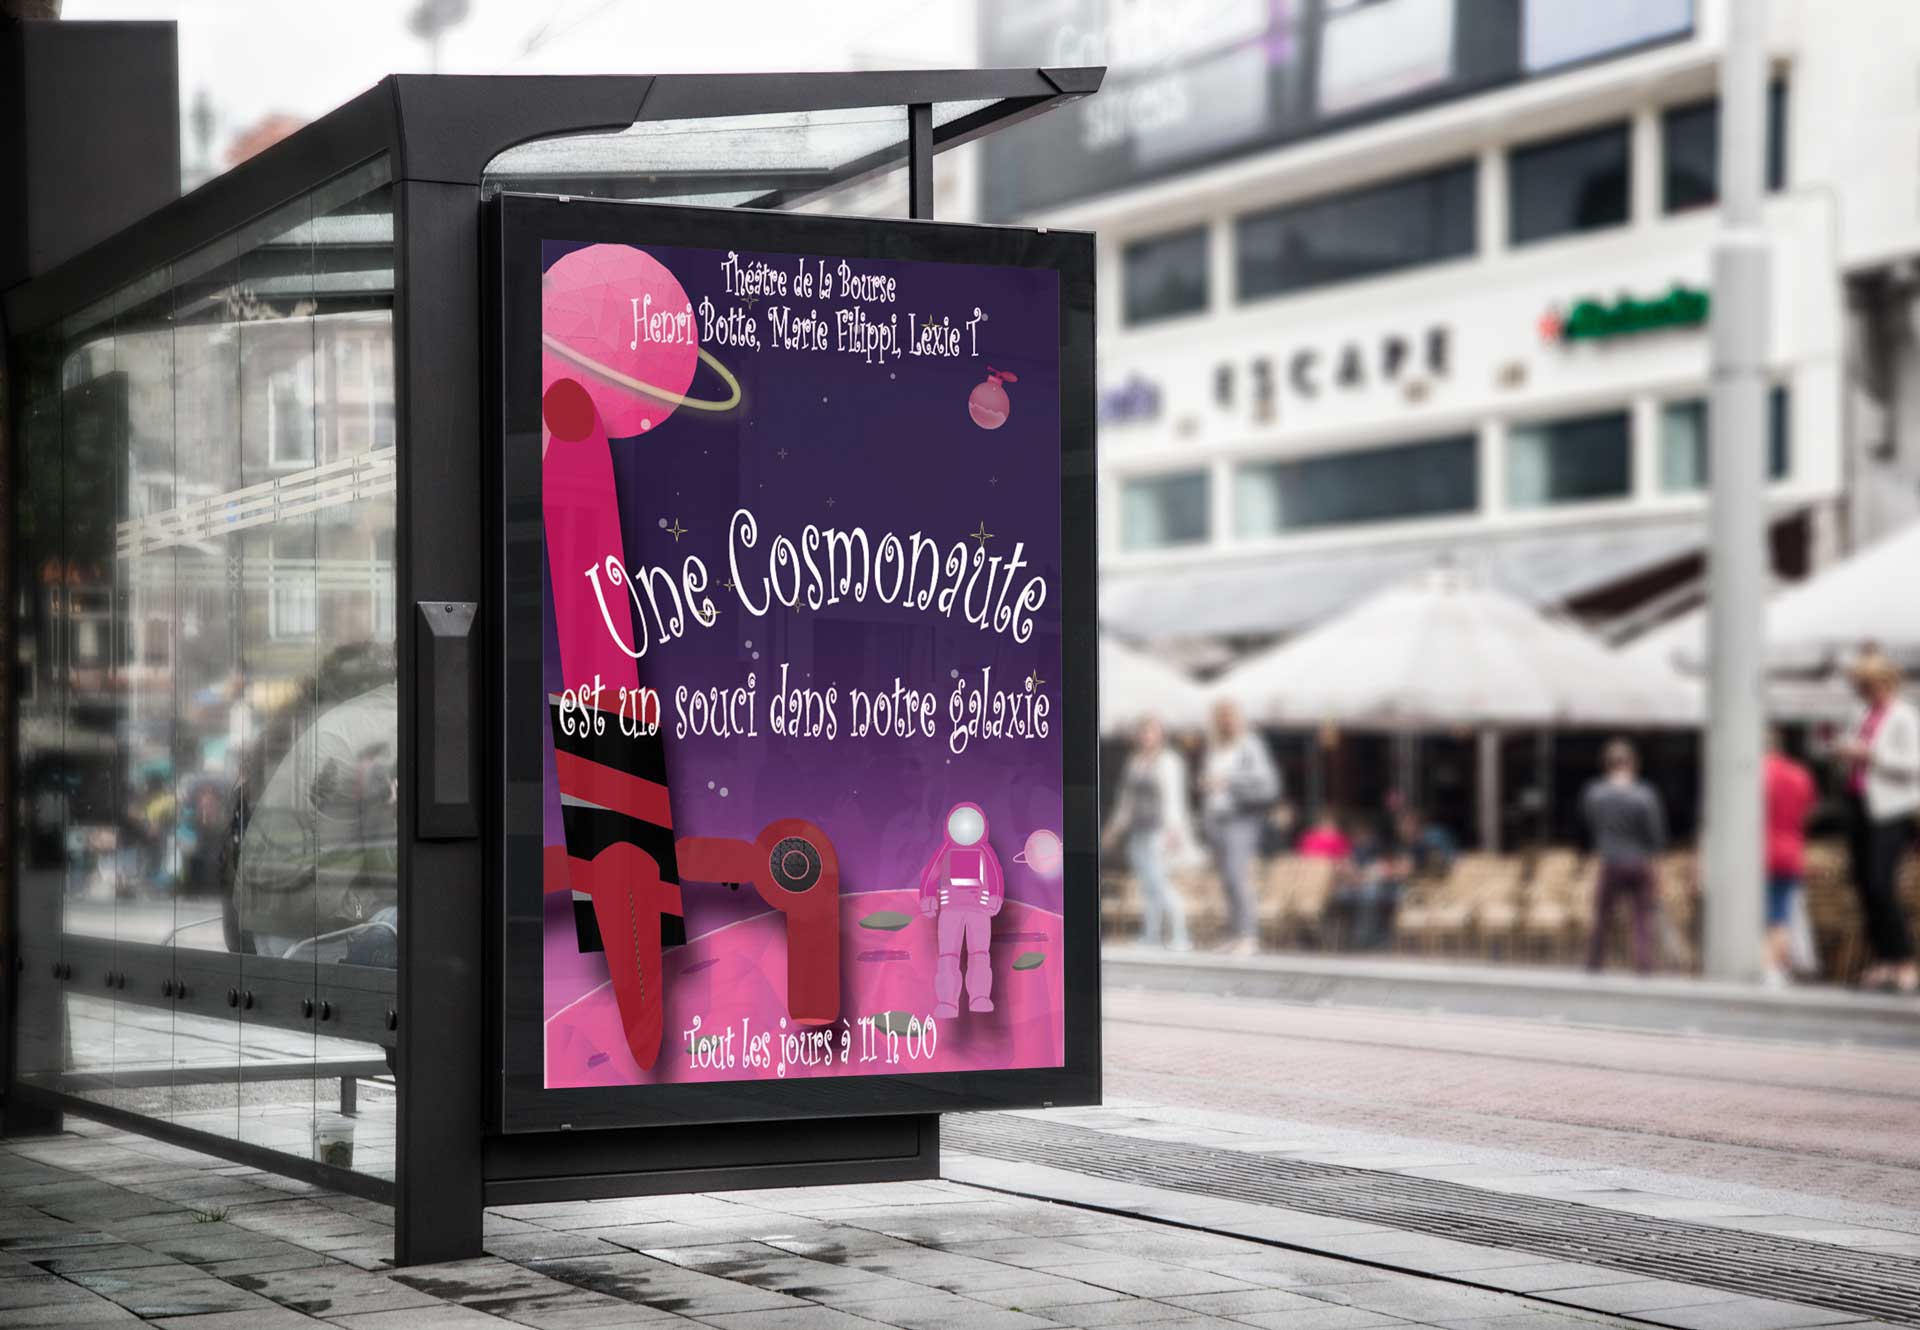 Théâtre de la Bourse
Henri Botte, Marie Filippi, Lexie T
Une Cosmonaute
est un souci dans notre galaxie
Tout les jours à 11 h 00
ESCAPE
Heineken